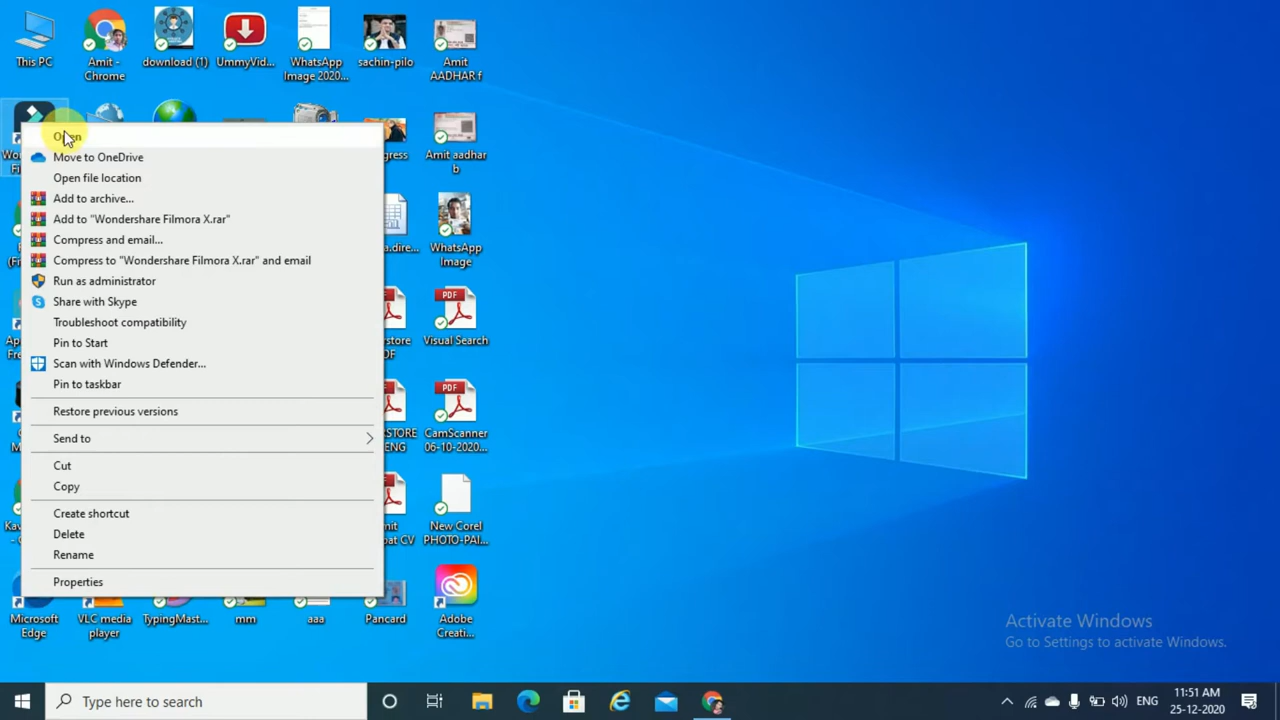 This PC
Amit -
Chrome
download (1)
UmmyVid...
WhatsApp
Image 2020...
sachin-pilo
Amit
AADHAR f
Amit aadhar
b
Open
Move to OneDrive
Open file location
Add to archive...
Add to "Wondershare Filmora X.rar"
Compress and email...
Compress to "Wondershare Filmora X.rar" and email
Run as administrator
Share with Skype
Troubleshoot compatibility
Pin to Start
Scan with Windows Defender...
Pin to taskbar
Restore previous versions
Send to
Cut
Copy
Create shortcut
Delete
Rename
Properties
WhatsApp
Image
PDF
Visual Search
PDF
CamScanner
06-10-2020...
New Corel
PHOTO-PAI...
Microsoft
Edge
VLC media
player
TypingMast...
mm
aaa
Pancard
Adobe
Creati...
Activate Windows
Go to Settings to activate Windows.
Type here to search
ENG
11:51 AM
25-12-2020